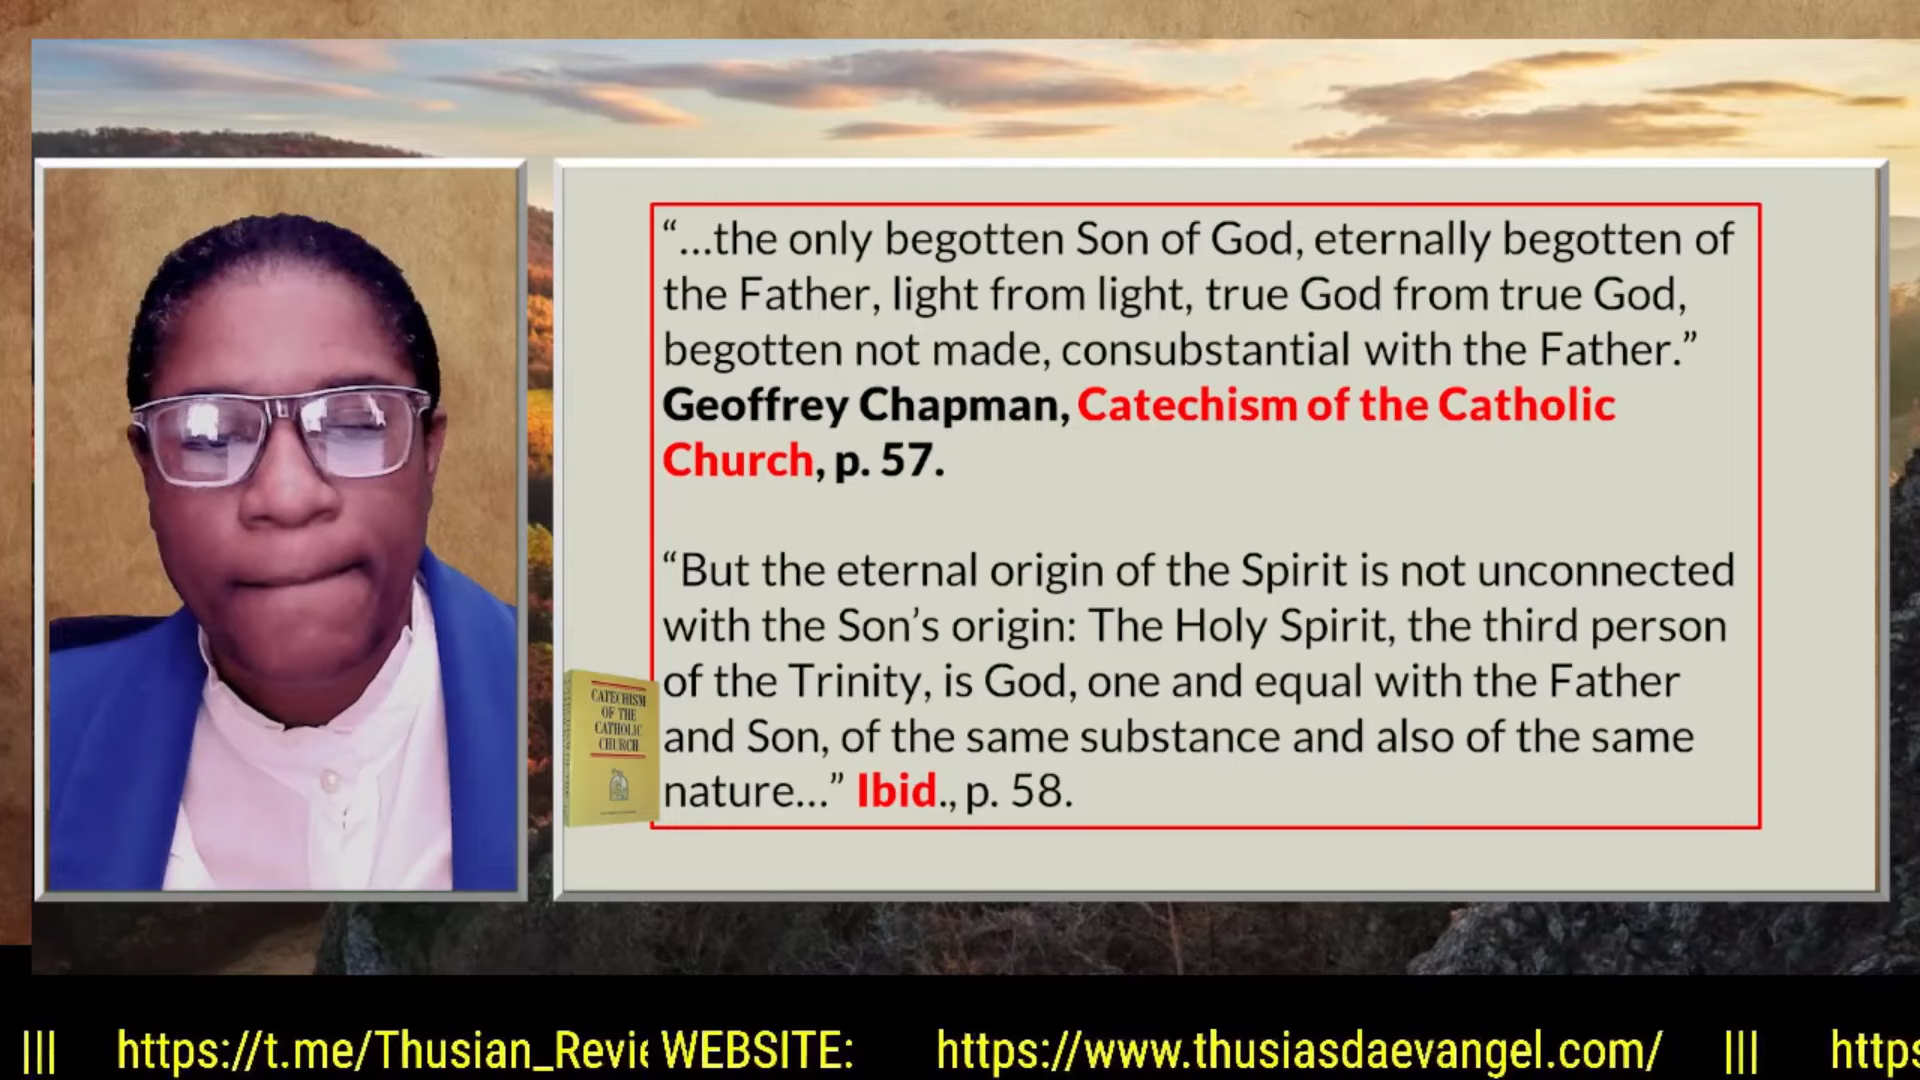 “...the only begotten Son of God, eternally begotten of
the Father, light from light, true God from true God,
begotten not made, consubstantial with the Father.”
Geoffrey Chapman, Catechism of the Catholic
Church, p. 57.
“But the eternal origin of the Spirit is not unconnected
with the Son’s origin: The Holy Spirit, the third person
of the Trinity, is God, one and equal with the Father
and Son, of the same substance and also of the same
nature...” Ibid., p. 58.
CATECHISM
OF THE
CATHOLIC
CHURCH
||| https://t.me/Thusian_Revi WEBSITE: https://www.thusiasdaevangel.com/ ||| https